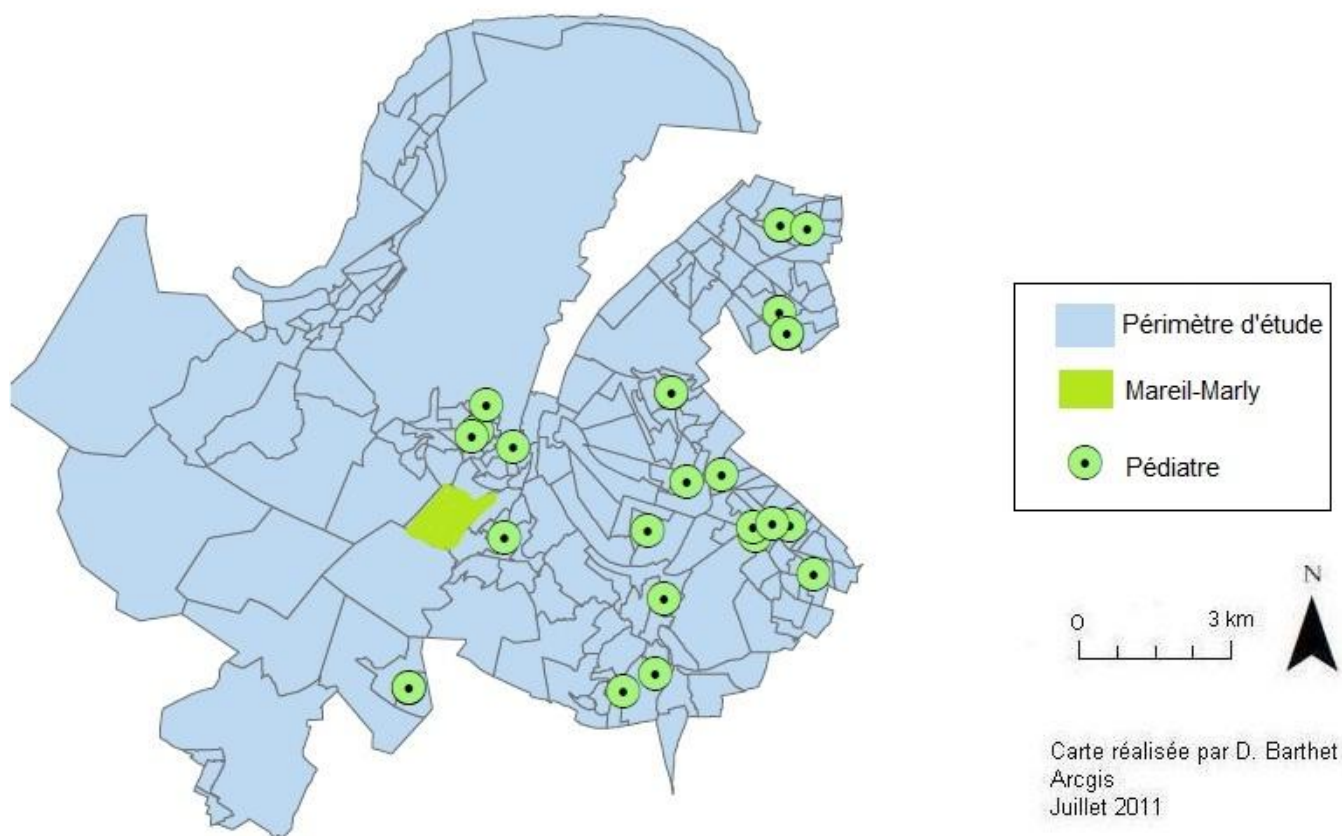 Périmètre d'étude
Mareil-Marly
Pédiatre
N
0 3 km
Carte réalisée par D. Barthet
Arcgis
Juillet 2011